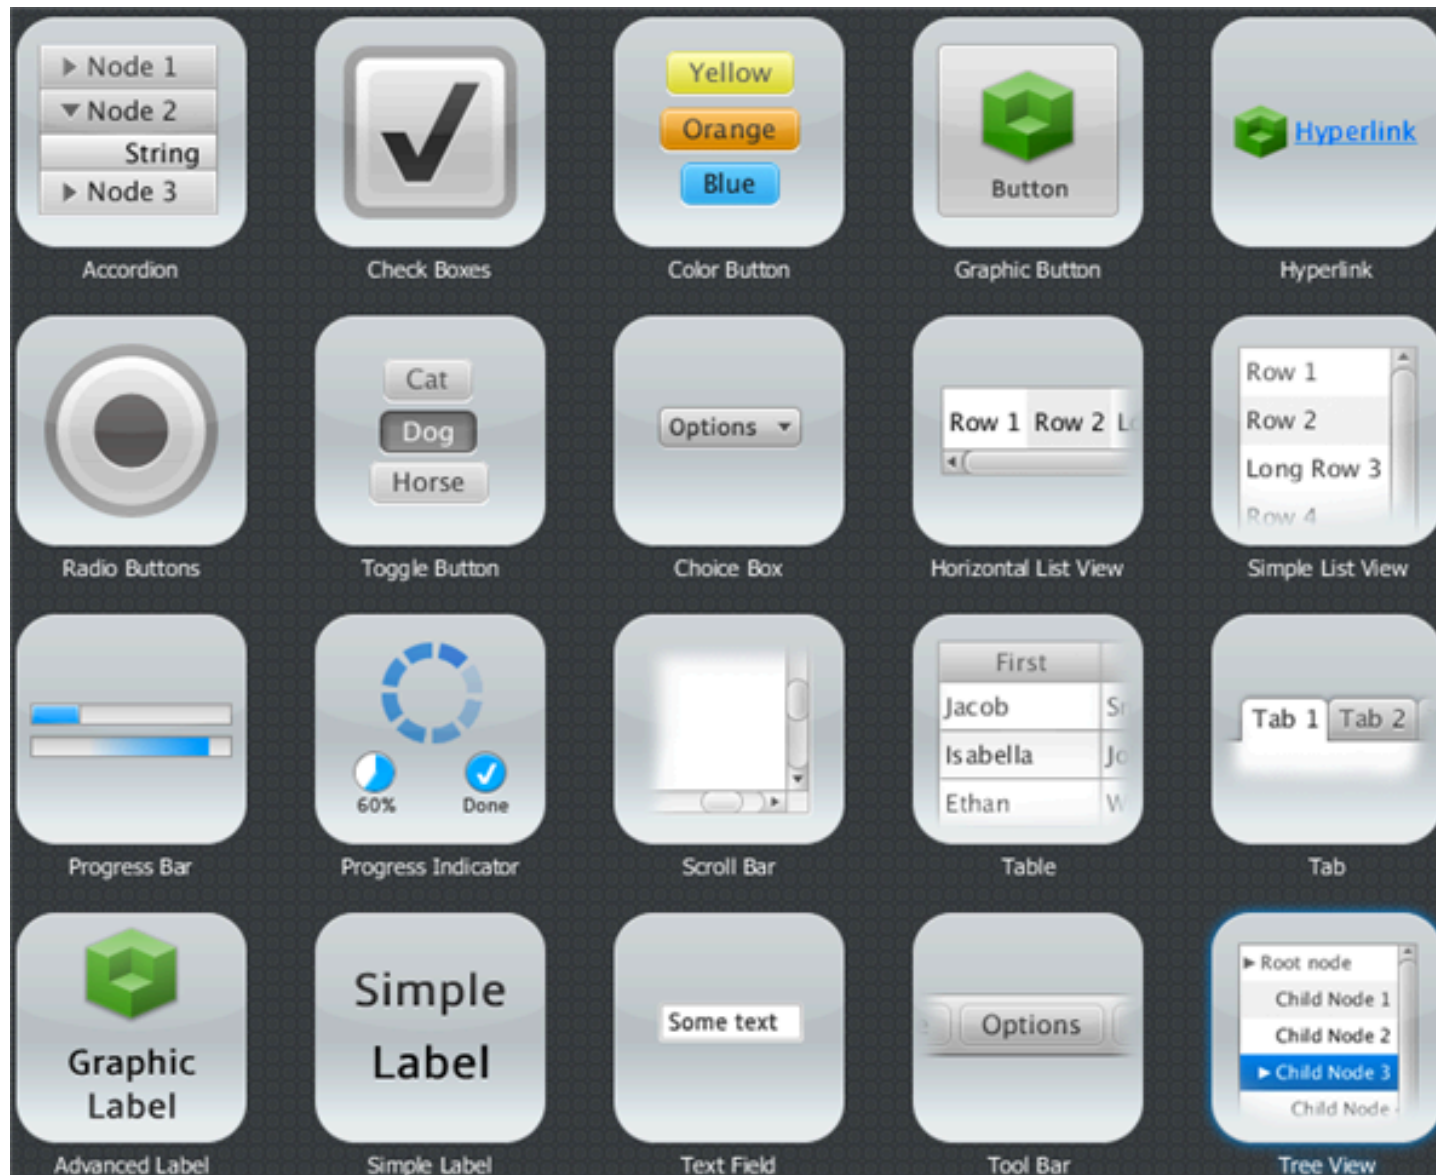 Node 1
Node 2
String
Node 3
Accordion
Check Boxes
Yellow
Orange
Blue
Color Button
Button
Graphic Button
Hyperlink
Hyperlink
Radio Buttons
Cat
Dog
Horse
Toggle Button
Options
Choice Box
Row 1 Row 2 Lo
Horizontal List View
Row 1
Row 2
Long Row 3
Row 4
Simple List View
Progress Bar
60% Done
Progress Indicator
Scroll Bar
First
Jacob
Isabella Jo
Ethan W
Table
Tab 1 Tab 2
Tab
Graphic
Label
Advanced Label
Simple
Label
Simple Label
Some text
Text Field
Options
Tool Bar
Root node
Child Node 1
Child Node 2
Child Node 3
Child Node
Tree View